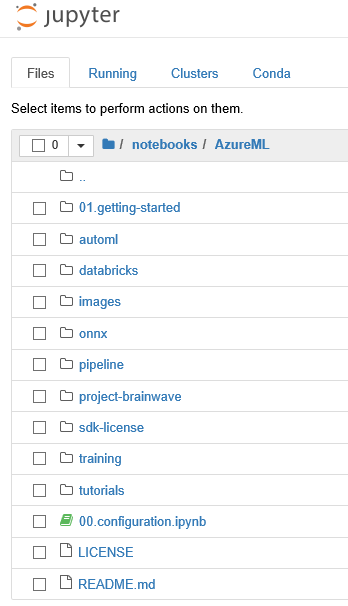 jupyter
Files Running Clusters Conda
Select items to perform actions on them.
0 / notebooks / AzureML
..
01.getting-started
automl
databricks
images
onnx
pipeline
project-brainwave
sdk-license
training
tutorials
00.configuration.ipynb
LICENSE
README.md